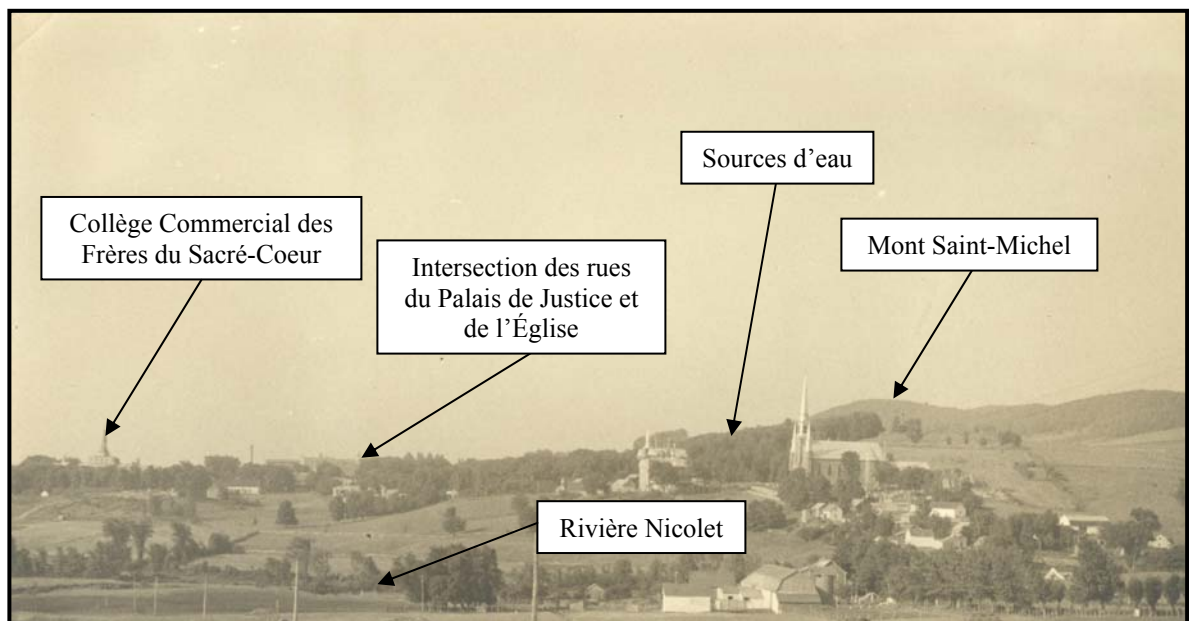 Sources d’eau
Collège Commercial des
Frères du Sacré-Coeur
Mont Saint-Michel
Intersection des rues
du Palais de Justice et
de l’Église
Rivière Nicolet